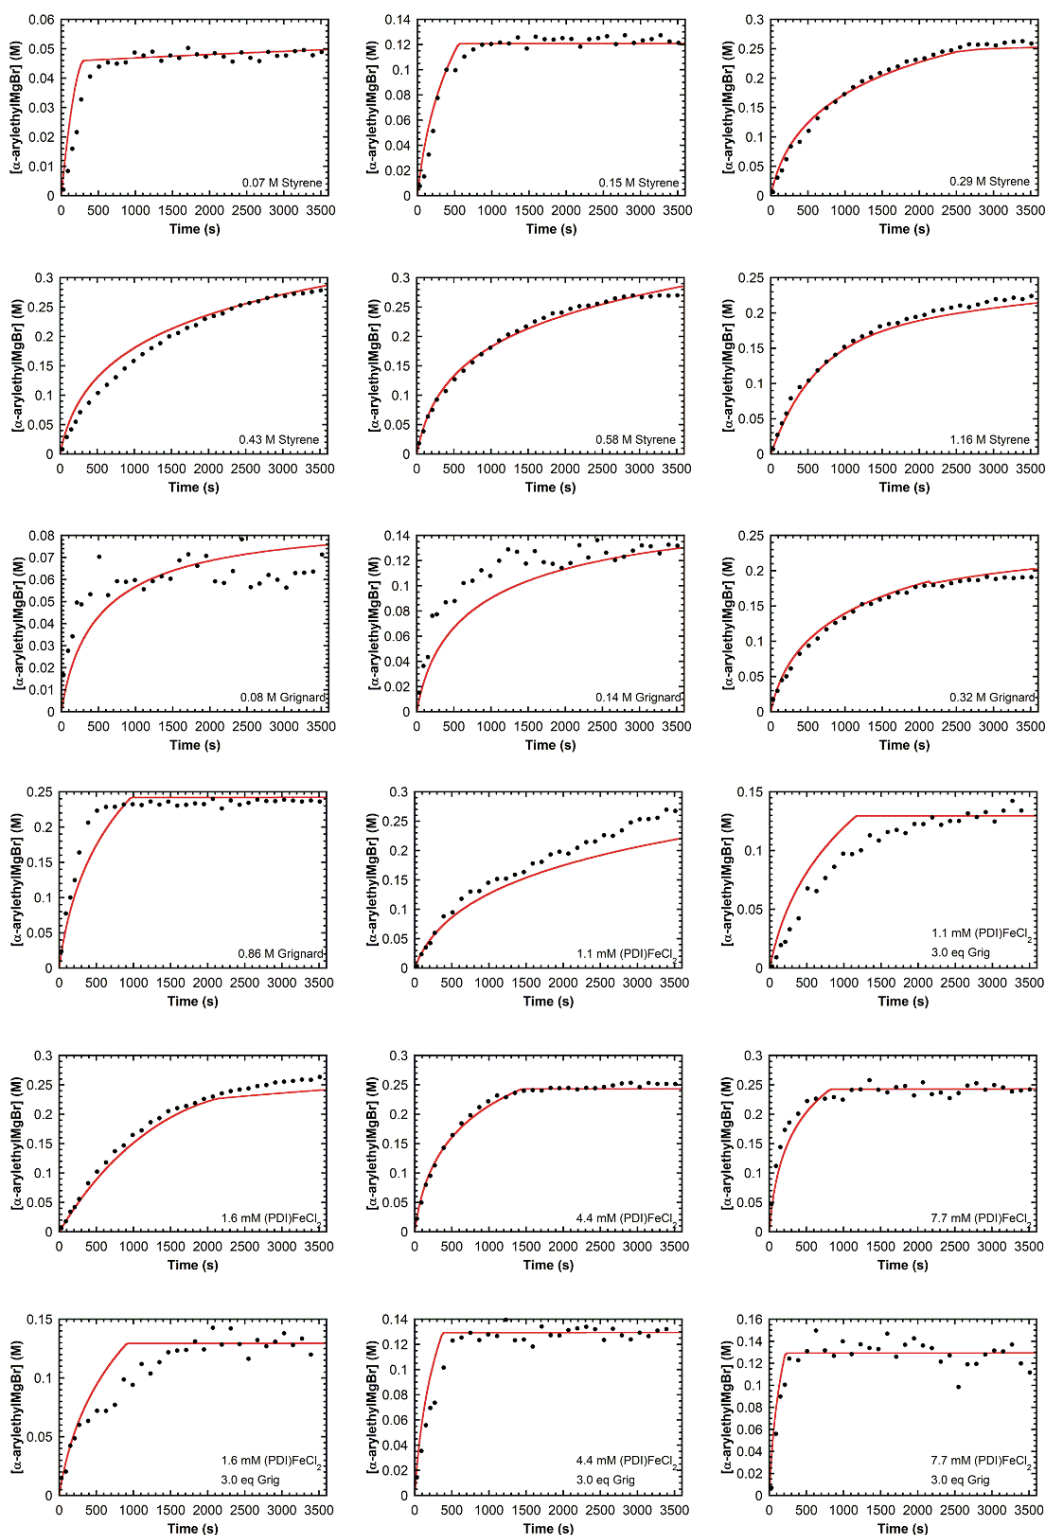 [α-arylethylMgBr] (M)
0.06
0.05
0.04
0.03
0.02
0.01
0
0.07 M Styrene
0 500 1000 1500 2000 2500 3000 3500
Time (s)
[α-arylethylMgBr] (M)
0.14
0.12
0.1
0.08
0.06
0.04
0.02
0
0.15 M Styrene
0 500 1000 1500 2000 2500 3000 3500
Time (s)
[α-arylethylMgBr] (M)
0.3
0.25
0.2
0.15
0.1
0.05
0
0.29 M Styrene
0 500 1000 1500 2000 2500 3000 3500
Time (s)
[α-arylethylMgBr] (M)
0.3
0.25
0.2
0.15
0.1
0.05
0
0.43 M Styrene
0 500 1000 1500 2000 2500 3000 3500
Time (s)
[α-arylethylMgBr] (M)
0.3
0.25
0.2
0.15
0.1
0.05
0
0.58 M Styrene
0 500 1000 1500 2000 2500 3000 3500
Time (s)
[α-arylethylMgBr] (M)
0.25
0.2
0.15
0.1
0.05
0
1.16 M Styrene
0 500 1000 1500 2000 2500 3000 3500
Time (s)
[α-arylethylMgBr] (M)
0.08
0.07
0.06
0.05
0.04
0.03
0.02
0.01
0
0.08 M Grignard
0 500 1000 1500 2000 2500 3000 3500
Time (s)
[α-arylethylMgBr] (M)
0.14
0.12
0.1
0.08
0.06
0.04
0.02
0
0.14 M Grignard
0 500 1000 1500 2000 2500 3000 3500
Time (s)
[α-arylethylMgBr] (M)
0.25
0.2
0.15
0.1
0.05
0
0.32 M Grignard
0 500 1000 1500 2000 2500 3000 3500
Time (s)
[α-arylethylMgBr] (M)
0.25
0.2
0.15
0.1
0.05
0
0.86 M Grignard
0 500 1000 1500 2000 2500 3000 3500
Time (s)
[α-arylethylMgBr] (M)
0.3
0.25
0.2
0.15
0.1
0.05
0
1.1 mM (PDI)FeCl₂
0 500 1000 1500 2000 2500 3000 3500
Time (s)
[α-arylethylMgBr] (M)
0.15
0.1
0.05
0
1.1 mM (PDI)FeCl₂
3.0 eq Grig
0 500 1000 1500 2000 2500 3000 3500
Time (s)
[α-arylethylMgBr] (M)
0.3
0.25
0.2
0.15
0.1
0.05
0
1.6 mM (PDI)FeCl₂
0 500 1000 1500 2000 2500 3000 3500
Time (s)
[α-arylethylMgBr] (M)
0.3
0.25
0.2
0.15
0.1
0.05
0
4.4 mM (PDI)FeCl₂
0 500 1000 1500 2000 2500 3000 3500
Time (s)
[α-arylethylMgBr] (M)
0.3
0.25
0.2
0.15
0.1
0.05
0
7.7 mM (PDI)FeCl₂
0 500 1000 1500 2000 2500 3000 3500
Time (s)
[α-arylethylMgBr] (M)
0.15
0.1
0.05
0
1.6 mM (PDI)FeCl₂
3.0 eq Grig
0 500 1000 1500 2000 2500 3000 3500
Time (s)
[α-arylethylMgBr] (M)
0.14
0.12
0.1
0.08
0.06
0.04
0.02
0
4.4 mM (PDI)FeCl₂
3.0 eq Grig
0 500 1000 1500 2000 2500 3000 3500
Time (s)
[α-arylethylMgBr] (M)
0.16
0.14
0.12
0.1
0.08
0.06
0.04
0.02
0
7.7 mM (PDI)FeCl₂
3.0 eq Grig
0 500 1000 1500 2000 2500 3000 3500
Time (s)